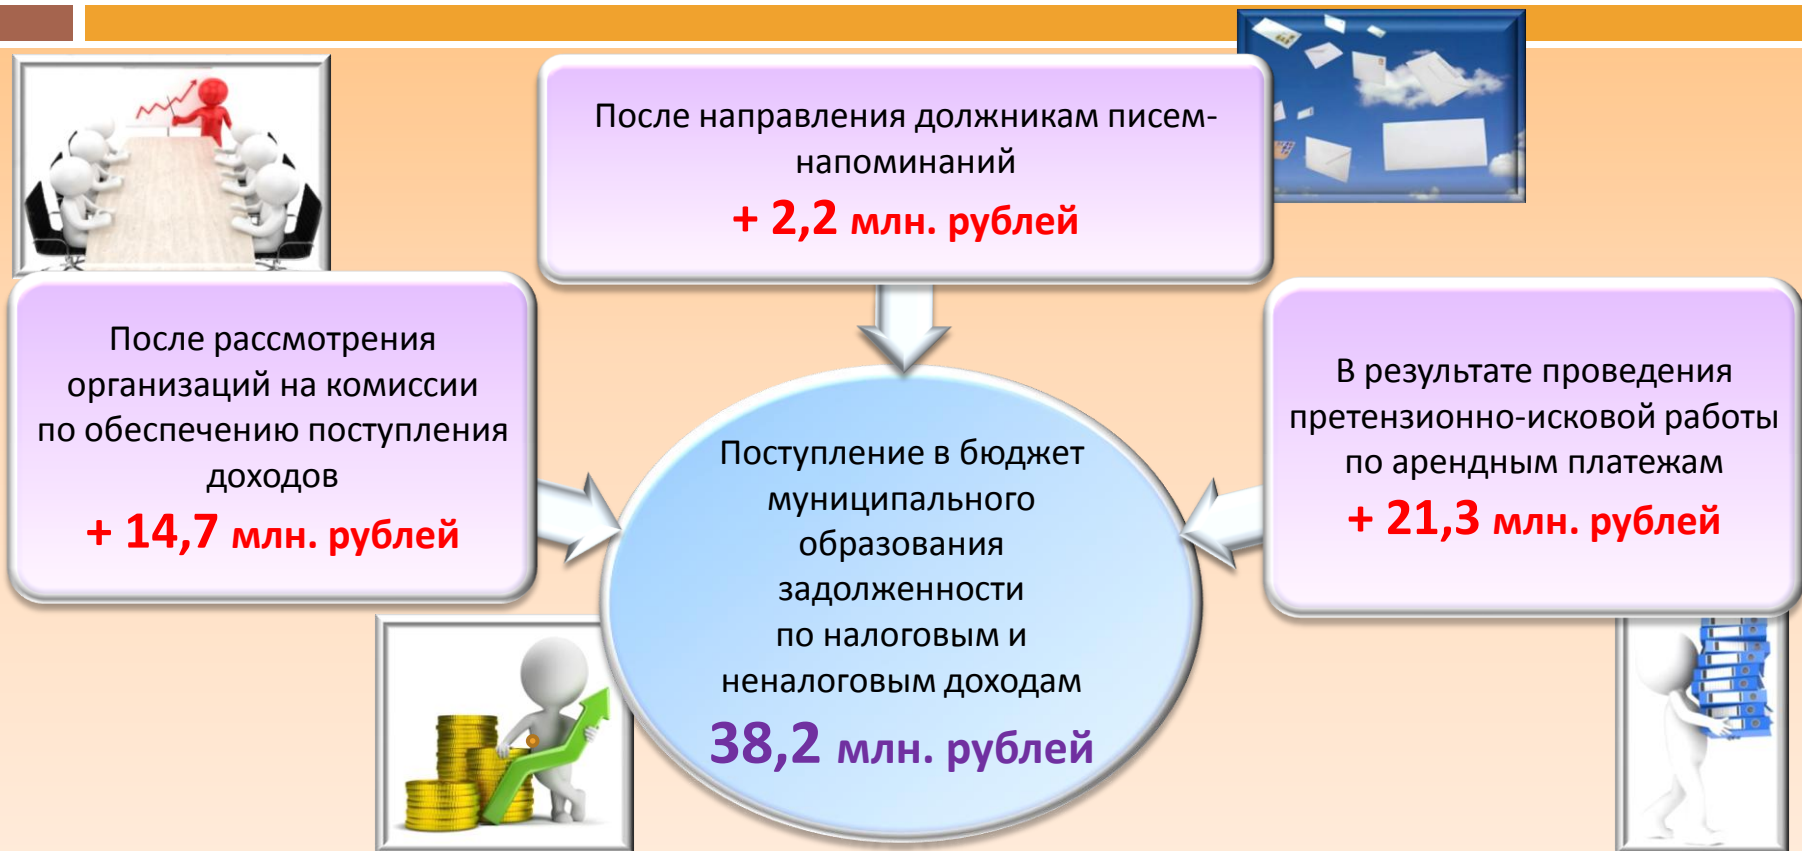 После направления должникам писем-
напоминаний
+ 2,2 млн. рублей
После рассмотрения
организаций на комиссии
по обеспечению поступления
доходов
+ 14,7 млн. рублей
В результате проведения
претензионно-исковой работы
по арендным платежам
+ 21,3 млн. рублей
Поступление в бюджет
муниципального
образования
задолженности
по налоговым и
неналоговым доходам
38,2 млн. рублей